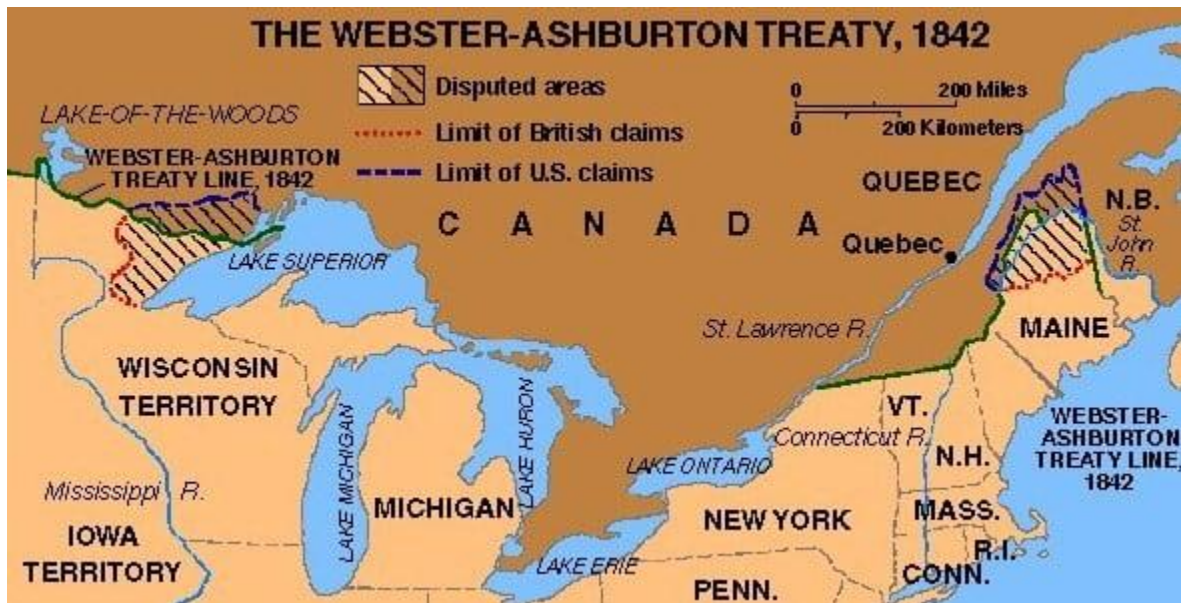 THE WEBSTER-ASHBURTON TREATY, 1842
Disputed areas
Limit of British claims
Limit of U.S. claims
0 200 Miles
0 200 Kilometers
LAKE-OF-THE-WOODS
WEBSTER-ASHBURTON
TREATY LINE, 1842
CANADA
QUEBEC
Quebec
N.B.
St.
John
R.
LAKE SUPERIOR
St. Lawrence R.
MAINE
WISCONSIN
TERRITORY
VT.
WEBSTER-
ASHBURTON
TREATY LINE,
1842
Connecticut R.
N.H.
LAKE MICHIGAN
LAKE HURON
LAKE ONTARIO
Mississippi R.
MICHIGAN
NEW YORK
MASS.
IOWA
TERRITORY
R.I.
CONN.
LAKE ERIE
PENN.